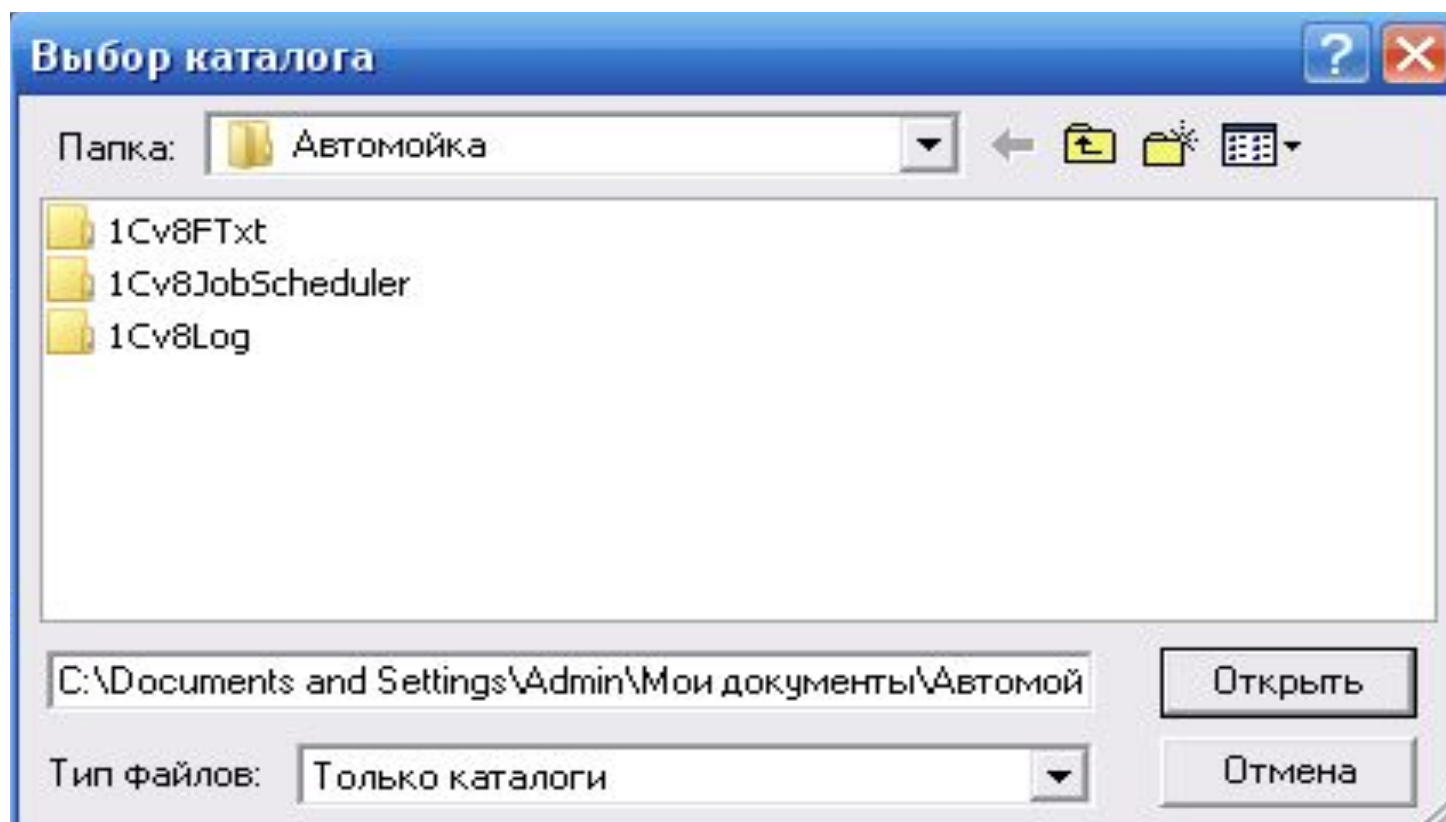 Выбор каталога
Папка: Автомойка
1Cv8FTxt
1Cv8JobScheduler
1Cv8Log
C:\Documents and Settings\Admin\Мои документы\Автомой Открыть
Тип файлов: Только каталоги Отмена